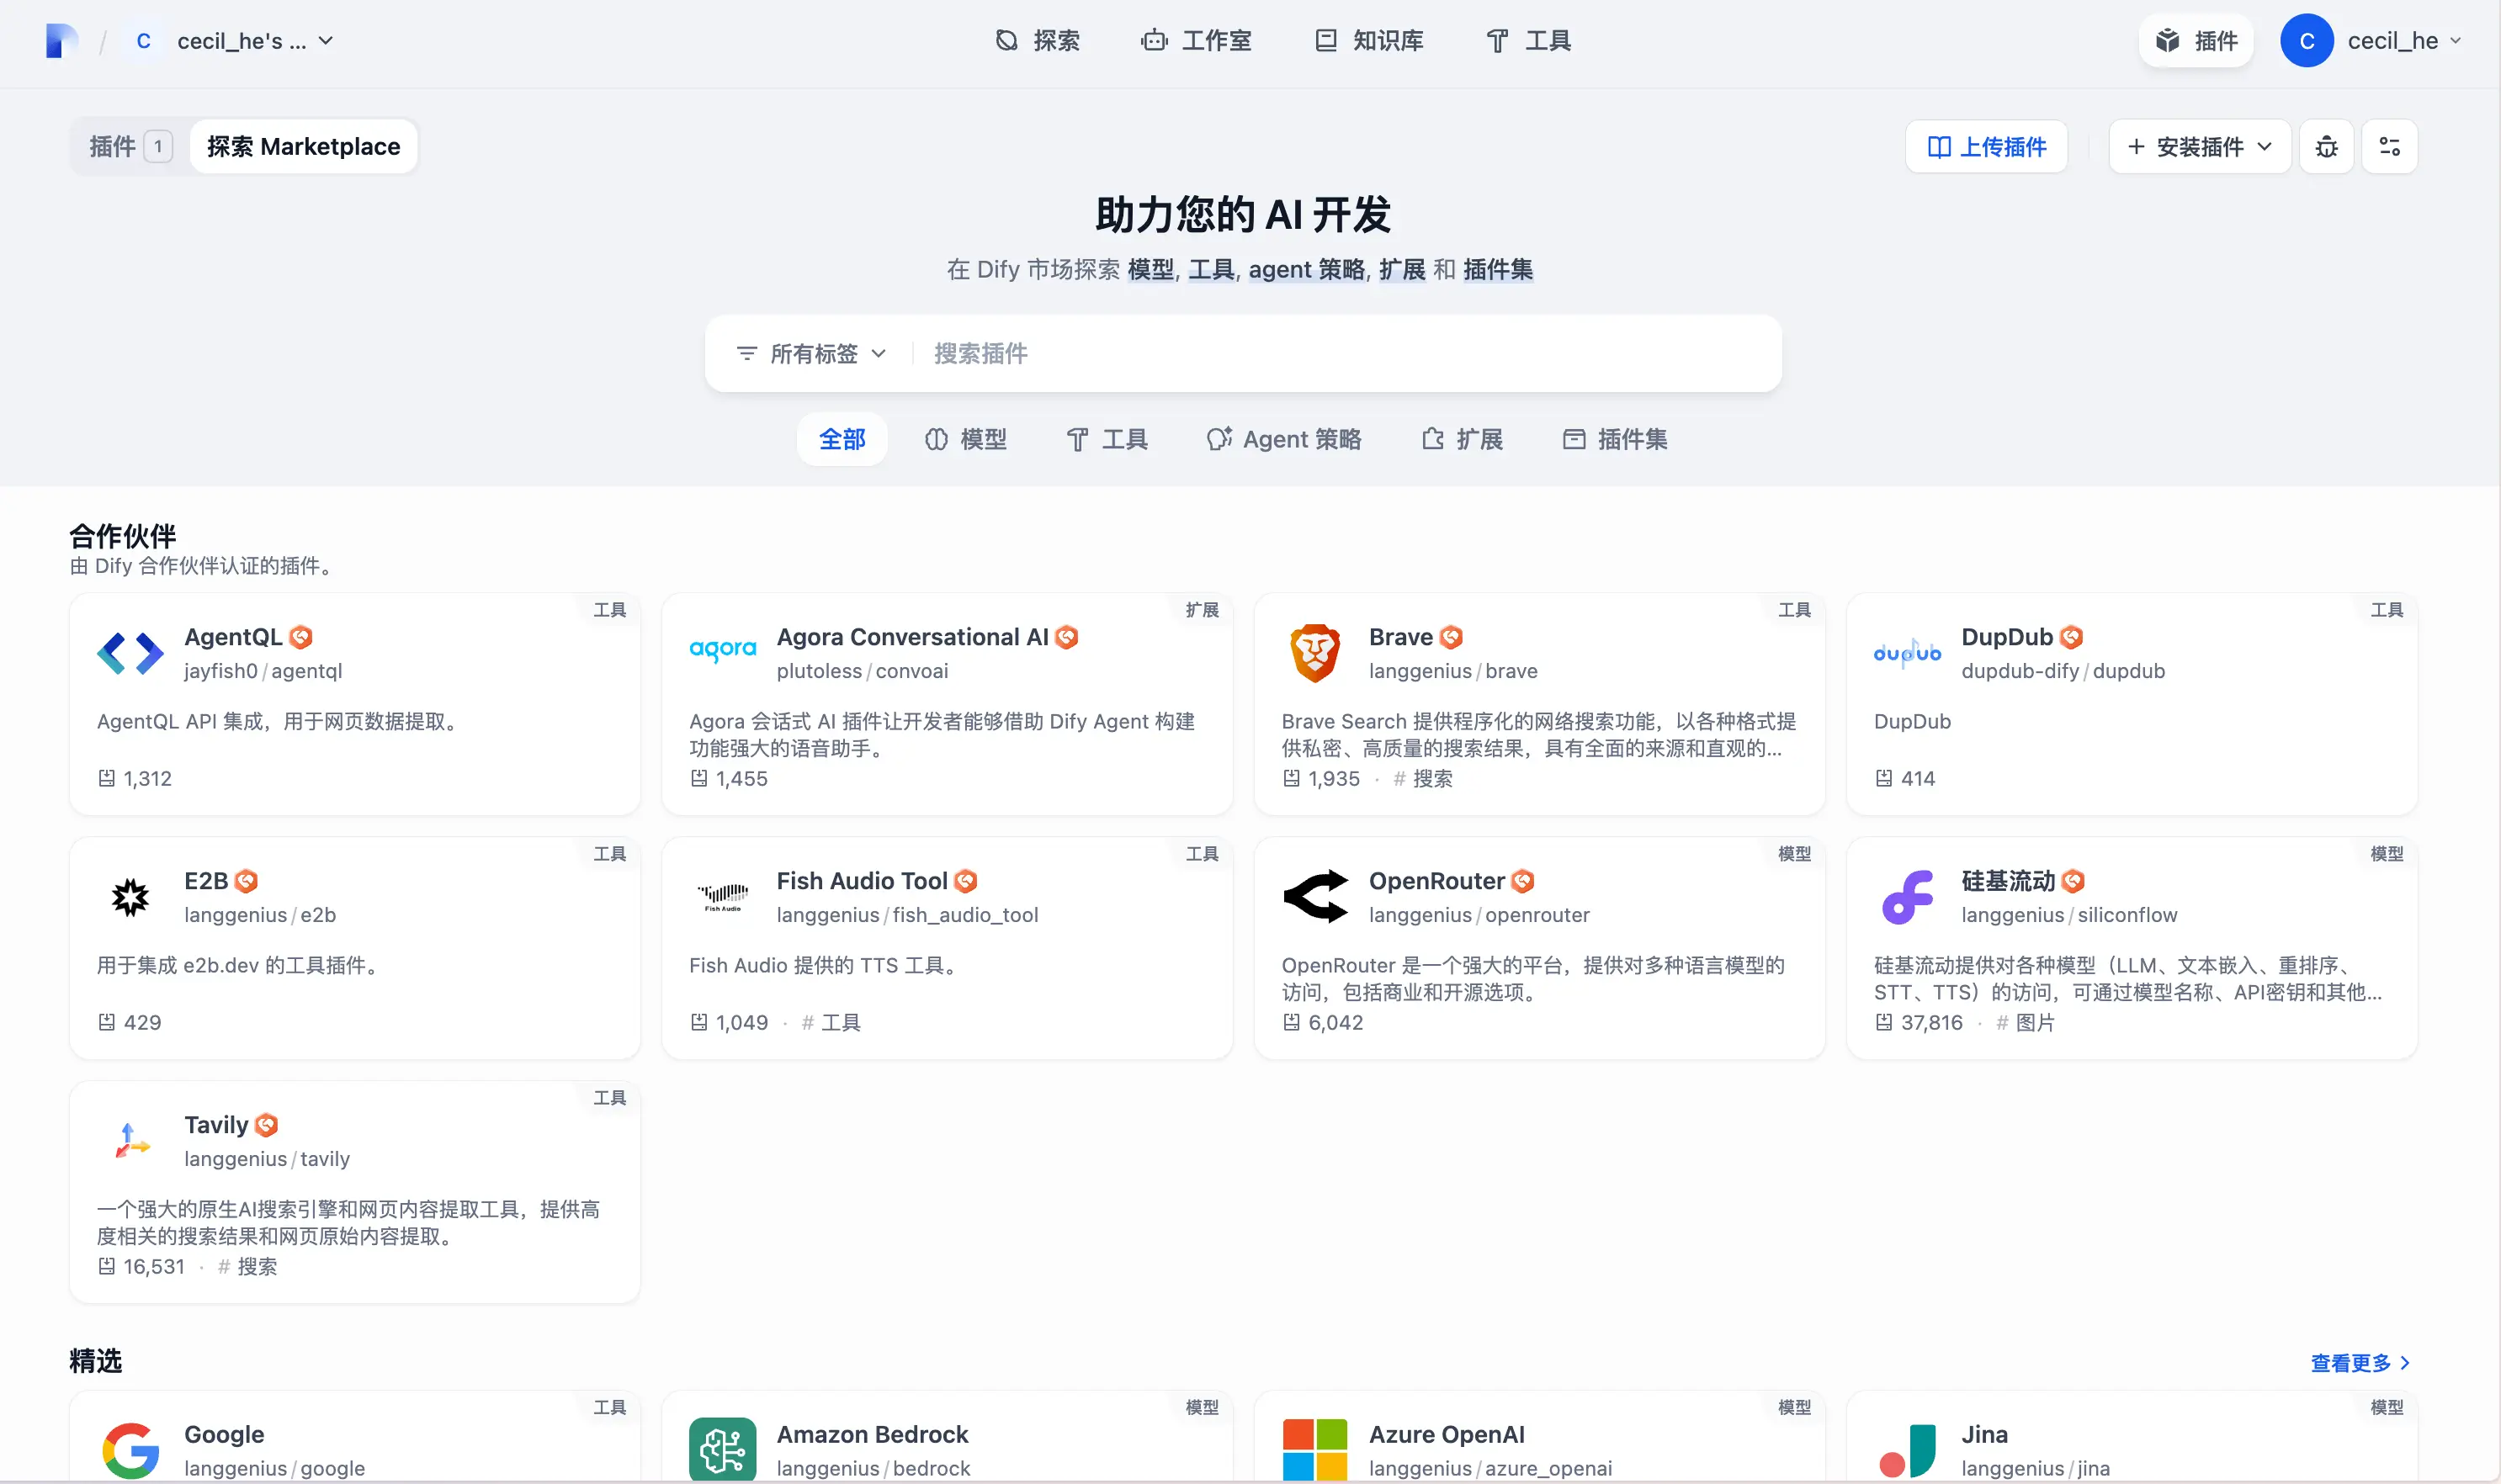 / C cecil_he's ...
探索 工作室 知识库 工具
插件 C cecil_he
插件 1 探索 Marketplace
上传插件 + 安装插件
助力您的 AI 开发
在 Dify 市场探索 模型, 工具, agent 策略, 扩展 和 插件集
所有标签 搜索插件
全部 模型 工具 Agent 策略 扩展 插件集
合作伙伴
由 Dify 合作伙伴认证的插件。
工具
AgentQL
jayfish0 / agentql
AgentQL API 集成，用于网页数据提取。
1,312
扩展
agora
Agora Conversational AI
plutoless / convoai
Agora 会话式 AI 插件让开发者能够借助 Dify Agent 构建
功能强大的语音助手。
1,455
工具
Brave
langgenius / brave
Brave Search 提供程序化的网络搜索功能，以各种格式提
供私密、高质量的搜索结果，具有全面的来源和直观的...
1,935 · # 搜索
工具
dupdub
DupDub
dupdub-dify / dupdub
DupDub
414
工具
E2B
langgenius / e2b
用于集成 e2b.dev 的工具插件。
429
工具
Fish Audio
Fish Audio Tool
langgenius / fish_audio_tool
Fish Audio 提供的 TTS 工具。
1,049 · # 工具
模型
OpenRouter
langgenius / openrouter
OpenRouter 是一个强大的平台，提供对多种语言模型的
访问，包括商业和开源选项。
6,042
模型
硅基流动
langgenius / siliconflow
硅基流动提供对各种模型（LLM、文本嵌入、重排序、
STT、TTS）的访问，可通过模型名称、API密钥和其他...
37,816 · # 图片
工具
Tavily
langgenius / tavily
一个强大的原生AI搜索引擎和网页内容提取工具，提供高
度相关的搜索结果和网页原始内容提取。
16,531 · # 搜索
精选
查看更多
工具
Google
langgenius / google
模型
Amazon Bedrock
langgenius / bedrock
模型
Azure OpenAI
langgenius / azure_openai
模型
Jina
langgenius / jina